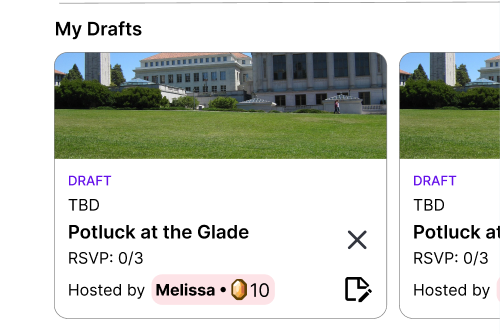 My Drafts
DRAFT
TBD
Potluck at the Glade
RSVP: 0/3
Hosted by Melissa • 10
DRAFT
TBD
Potluck at
RSVP: 0/3
Hosted by